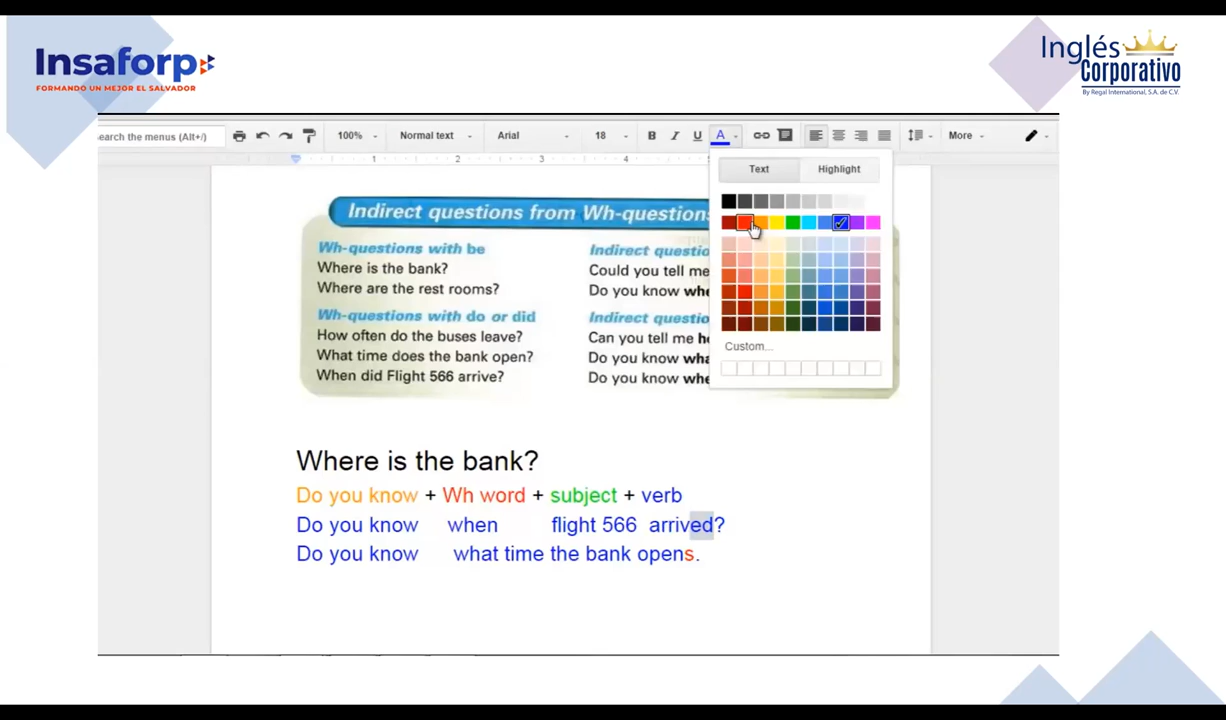 Insaforp
FORMANDO UN MEJOR EL SALVADOR
Inglés
Corporativo
By Regal International, S.A. de C.V.
earch the menus (Alt+/)
100%
Normal text
Arial
18
B
I
U
A
More
1
2
3
4
Text
Highlight
Custom...
Indirect questions from Wh-questions
Wh-questions with be
Where is the bank?
Where are the rest rooms?
Wh-questions with do or did
How often do the buses leave?
What time does the bank open?
When did Flight 566 arrive?
Indirect questio
Could you tell me
Do you know whe
Indirect questio
Can you tell me h
Do you know wha
Do you know whe
Where is the bank?
Do you know + Wh word + subject + verb
Do you know when flight 566 arrived?
Do you know what time the bank opens.